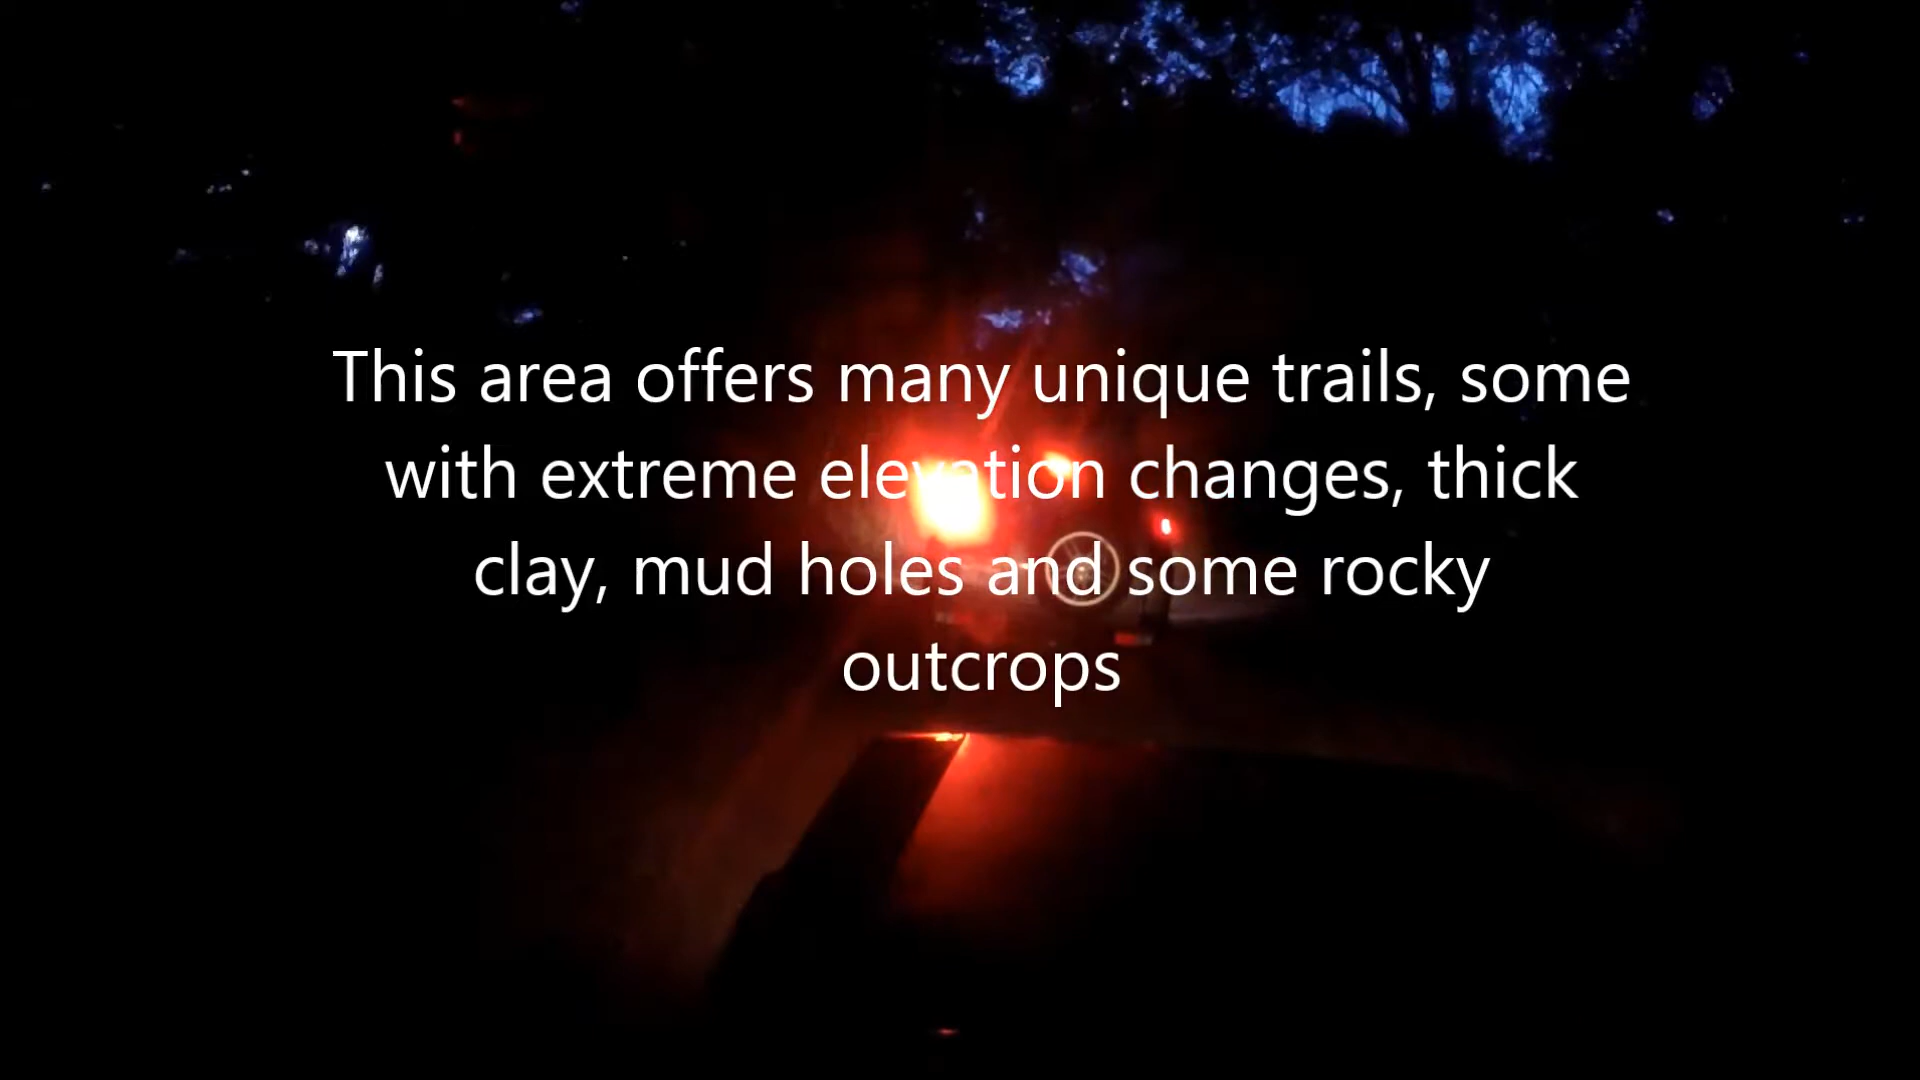 This area offers many unique trails, some
with extreme elevation changes, thick
clay, mud holes and some rocky
outcrops